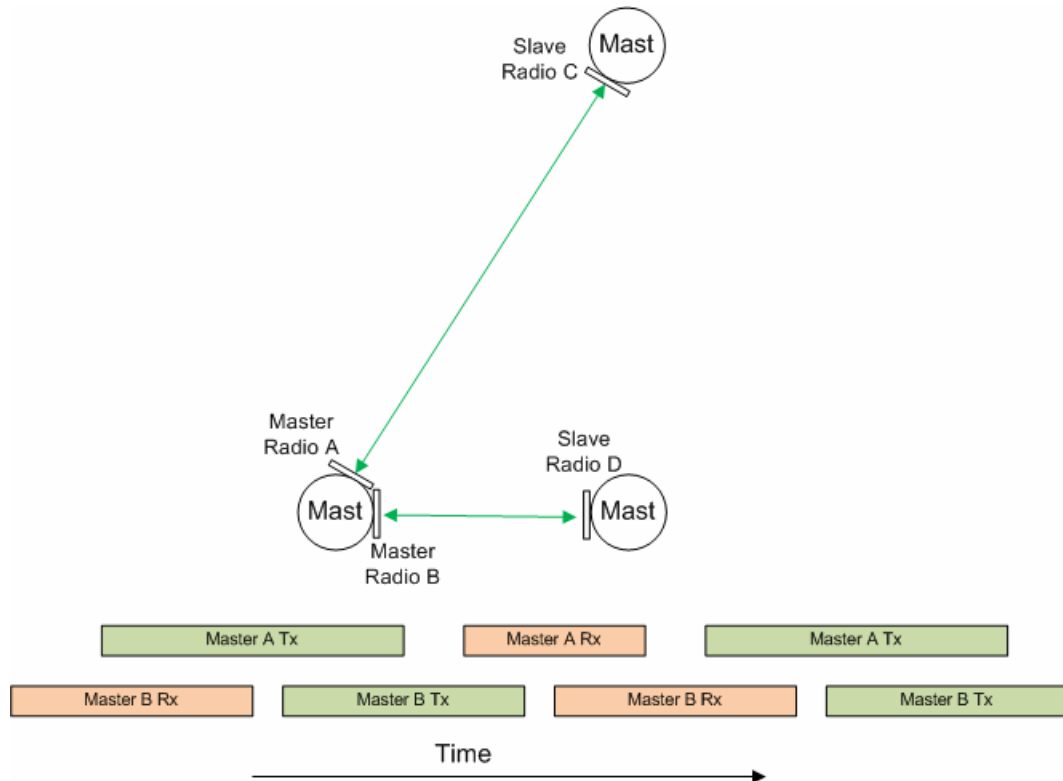 Slave
Radio C
Mast
Master
Radio A
Slave
Radio D
Mast
Mast
Master
Radio B
Master A Tx
Master A Rx
Master A Tx
Master B Rx
Master B Tx
Master B Rx
Master B Tx
Time